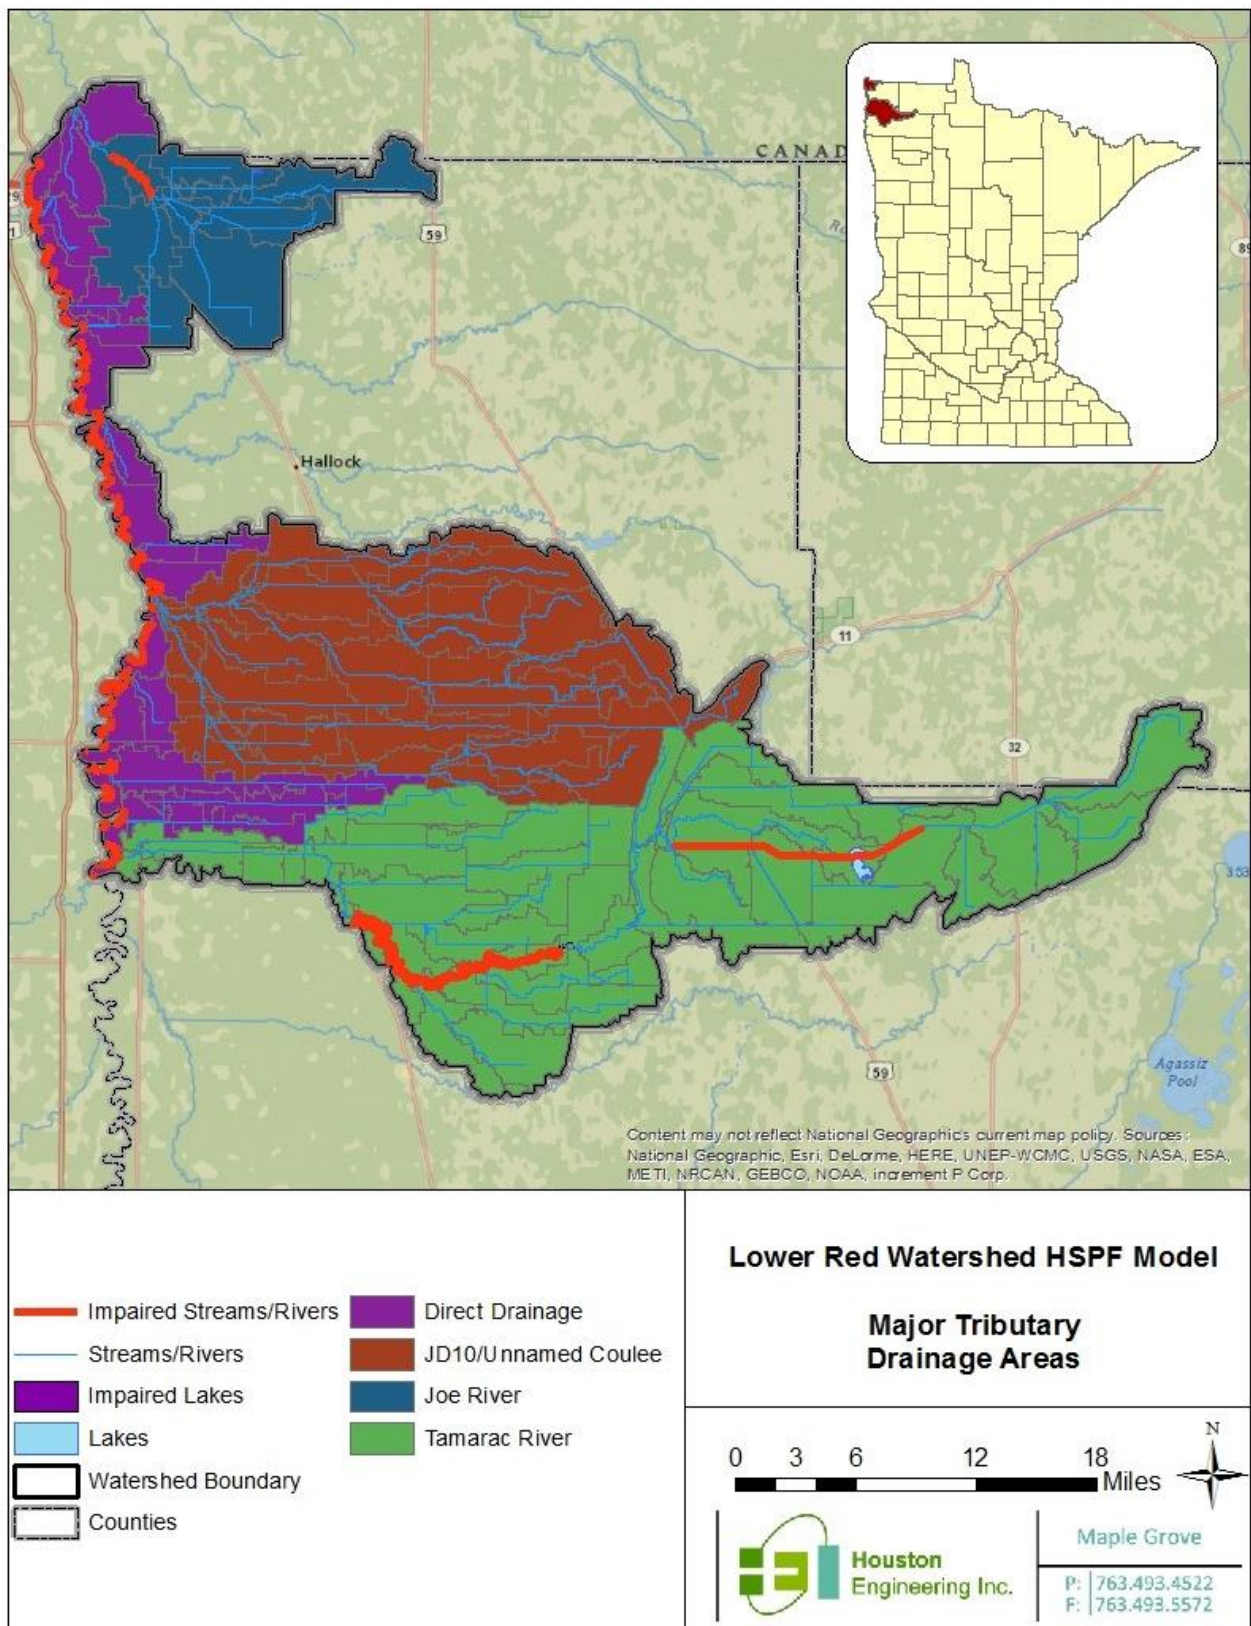 CANAD
59
Hallock
11
32
59
Agassiz
Pool
Content may not reflect National Geographic's current map policy. Sources:
National Geographic, Esri, DeLorme, HERE, UNEP-WCMC, USGS, NASA, ESA,
METI, NRCAN, GEBCO, NOAA, increment P Corp.
Impaired Streams/Rivers
Streams/Rivers
Impaired Lakes
Lakes
Watershed Boundary
Counties
Direct Drainage
JD10/Unnamed Coulee
Joe River
Tamarac River
Lower Red Watershed HSPF Model
Major Tributary
Drainage Areas
0 3 6 12 18
Miles
N
Houston
Engineering Inc.
Maple Grove
P: 763.493.4522
F: 763.493.5572